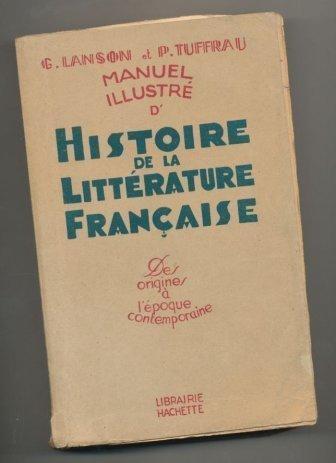 G. LANSON et P. TUFFRAU
MANUEL
ILLUSTRÉ
D'
HISTOIRE
DE LA
LITTÉRATURE
FRANÇAISE
Des
origines
à
l'époque
contemporaine
LIBRAIRIE
HACHETTE